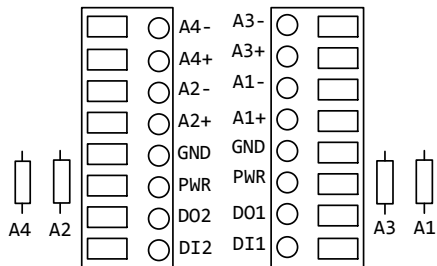 A4- A3-
A4+ A3+
A2- A1-
A2+ A1+
GND GND
PWR PWR
DO2 DO1
A4 A2 A3 A1
DI2 DI1